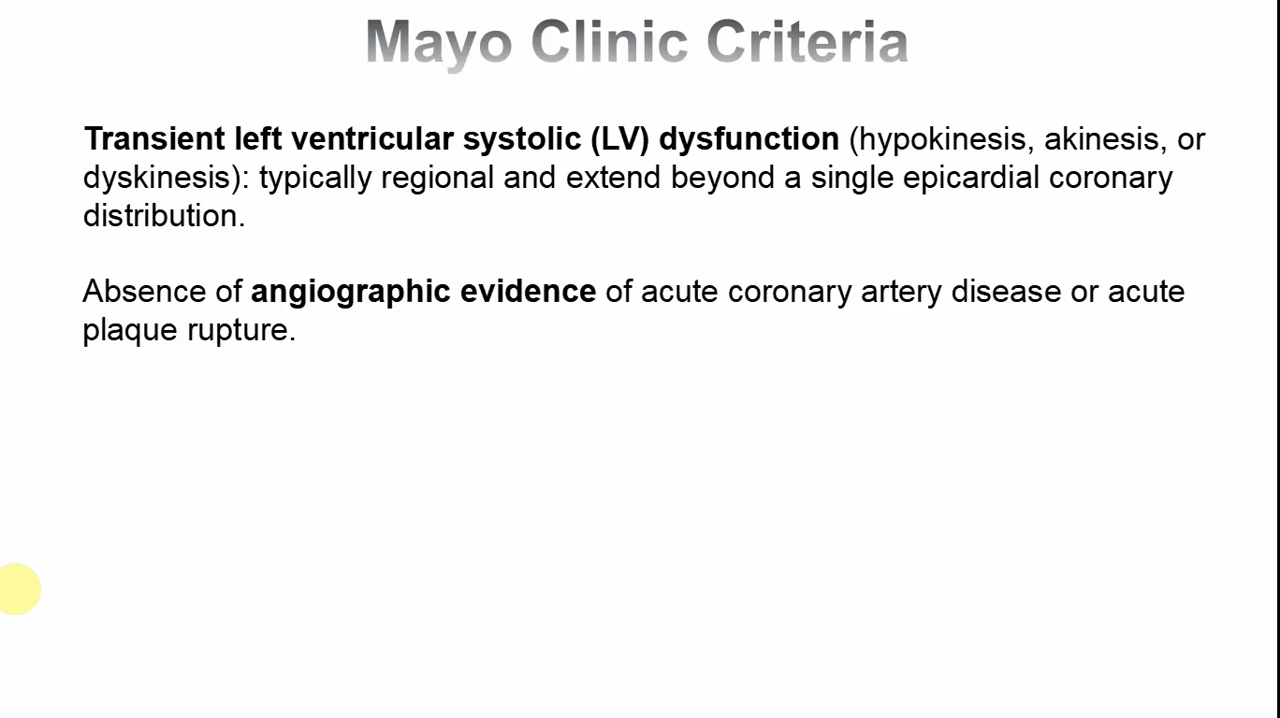 Mayo Clinic Criteria
Transient left ventricular systolic (LV) dysfunction (hypokinesis, akinesis, or
dyskinesis): typically regional and extend beyond a single epicardial coronary
distribution.
Absence of angiographic evidence of acute coronary artery disease or acute
plaque rupture.